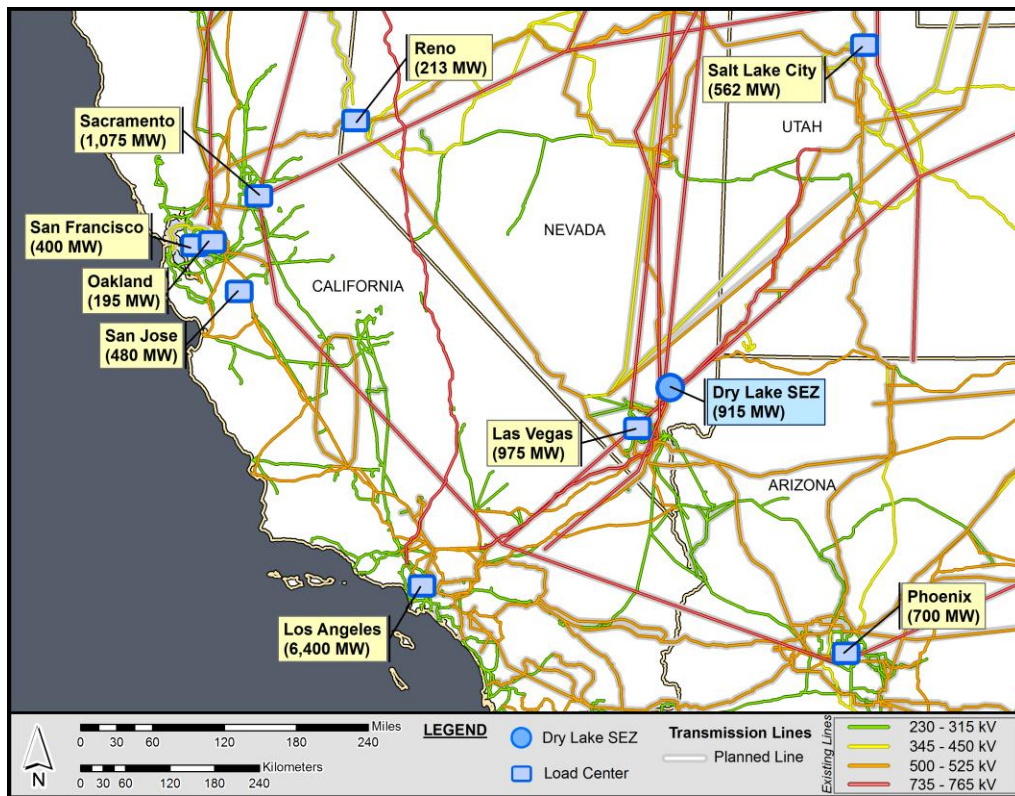 Reno
(213 MW)
Salt Lake City
(562 MW)
Sacramento
(1,075 MW)
UTAH
San Francisco
(400 MW)
NEVADA
Oakland
(195 MW)
CALIFORNIA
San Jose
(480 MW)
Dry Lake SEZ
(915 MW)
Las Vegas
(975 MW)
ARIZONA
Phoenix
(700 MW)
Los Angeles
(6,400 MW)
N
Miles
0 30 60 120 180 240
Kilometers
0 30 60 120 180 240
LEGEND
Dry Lake SEZ
Load Center
Transmission Lines
Planned Line
Existing Lines
230 - 315 kV
345 - 450 kV
500 - 525 kV
735 - 765 kV